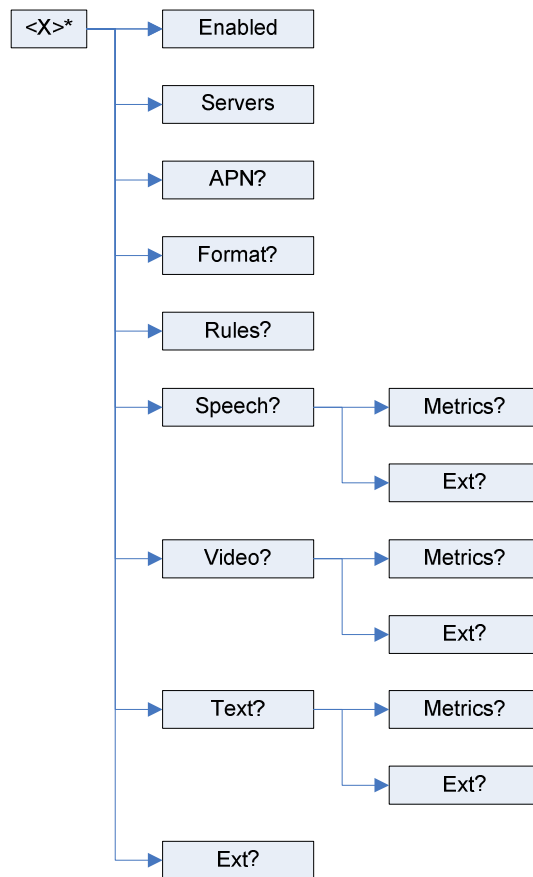 <X>*
Enabled
Servers
APN?
Format?
Rules?
Speech?
Metrics?
Ext?
Video?
Metrics?
Ext?
Text?
Metrics?
Ext?
Ext?